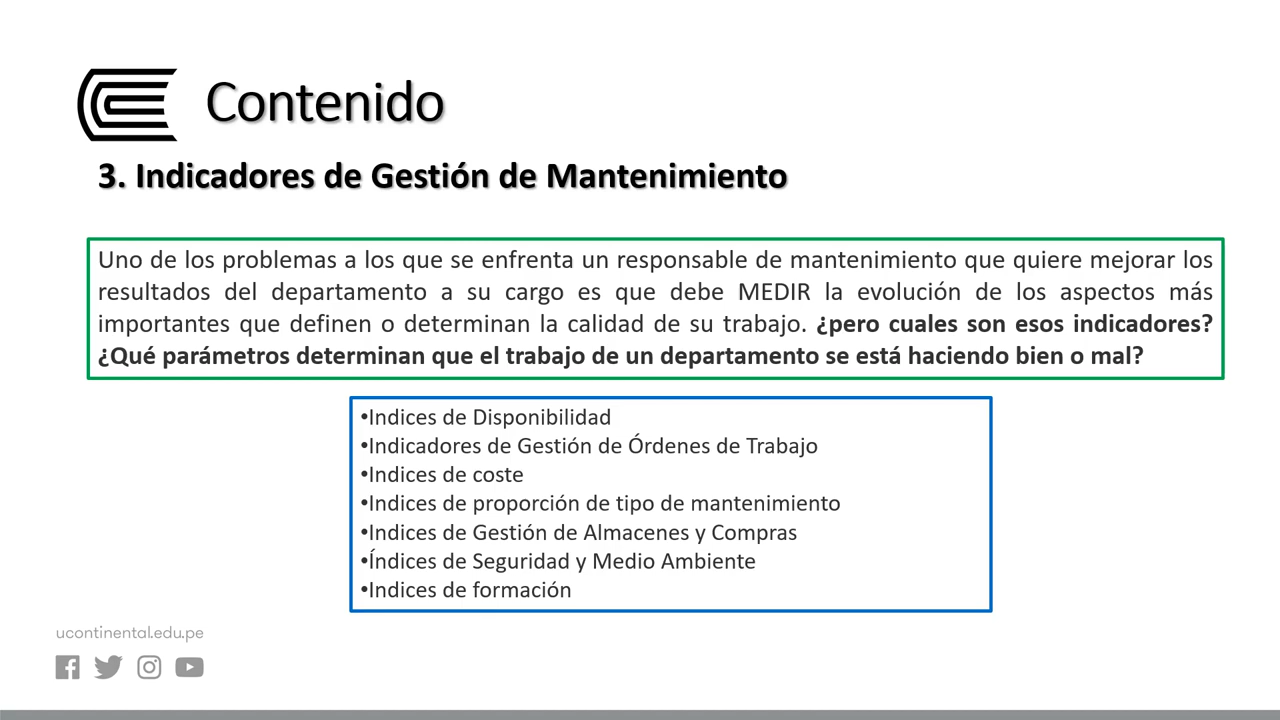 Contenido
3. Indicadores de Gestión de Mantenimiento
Uno de los problemas a los que se enfrenta un responsable de mantenimiento que quiere mejorar los
resultados del departamento a su cargo es que debe MEDIR la evolución de los aspectos más
importantes que definen o determinan la calidad de su trabajo. ¿pero cuales son esos indicadores?
¿Qué parámetros determinan que el trabajo de un departamento se está haciendo bien o mal?
•Indices de Disponibilidad
•Indicadores de Gestión de Órdenes de Trabajo
•Indices de coste
•Indices de proporción de tipo de mantenimiento
•Indices de Gestión de Almacenes y Compras
•Índices de Seguridad y Medio Ambiente
•Indices de formación
ucontinental.edu.pe